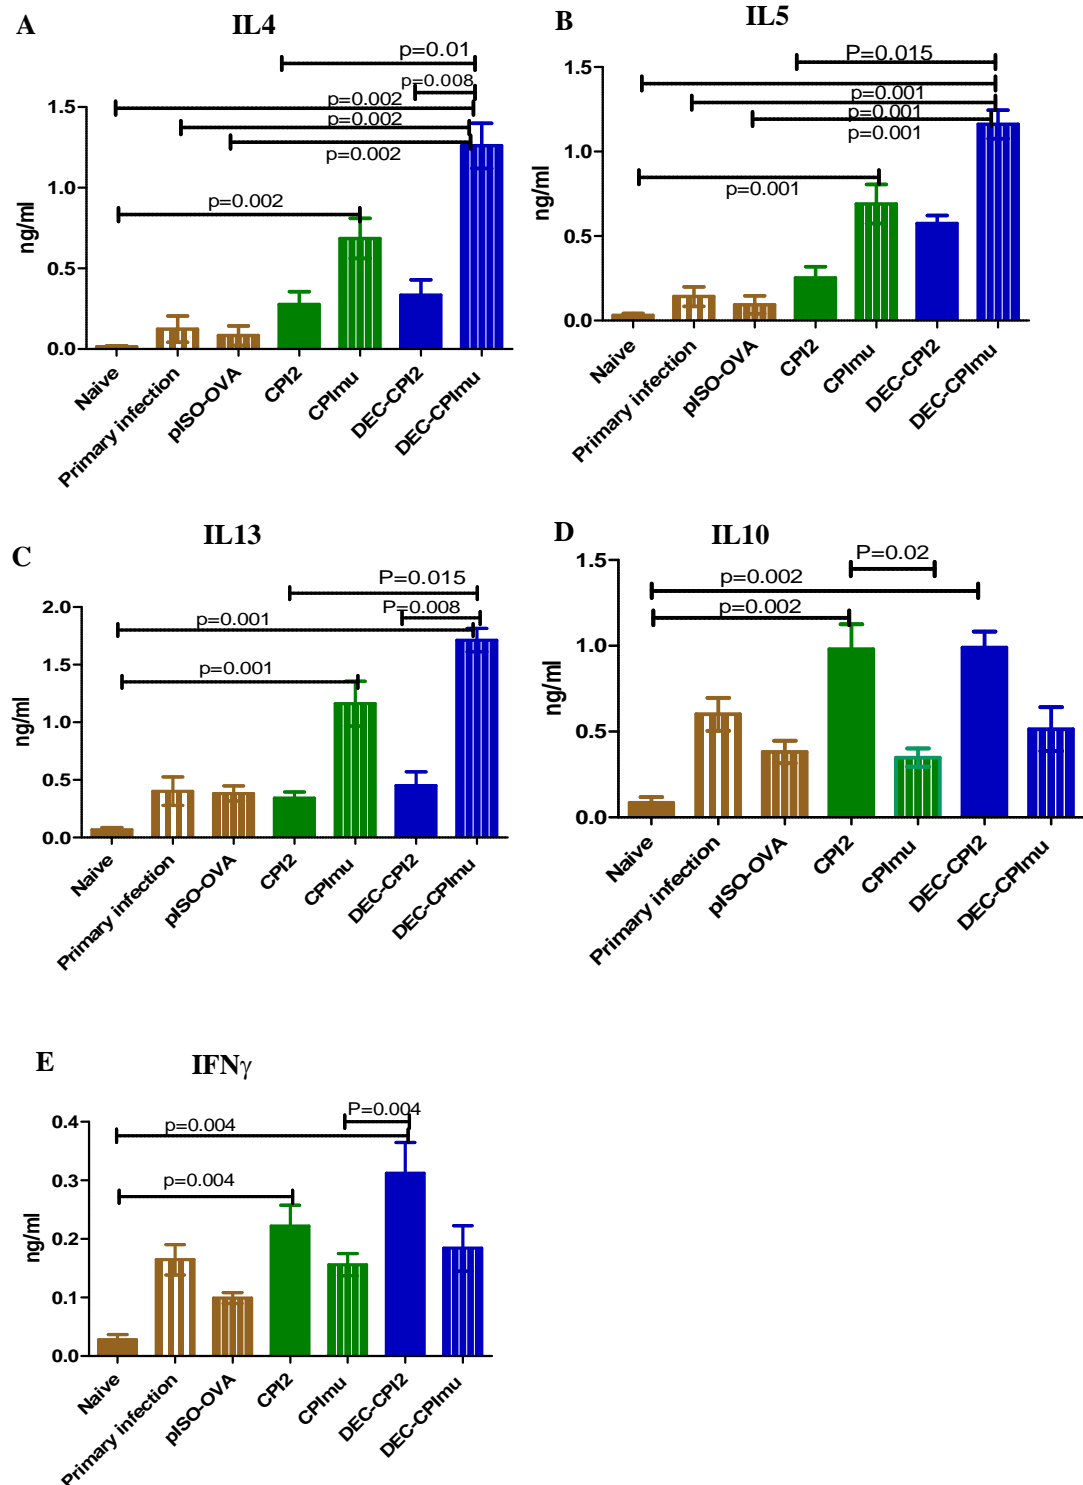 A
IL4
p=0.01
p=0.008
p=0.002
p=0.002
p=0.002
p=0.002
1.5
1.0
0.5
0.0
ng/ml
Naive
Primary infection
pISO-OVA
CPI2
CPImu
DEC-CPI2
DEC-CPImu
B
IL5
P=0.015
p=0.001
p=0.001
p=0.001
p=0.001
1.5
1.0
0.5
0.0
ng/ml
Naive
Primary infection
pISO-OVA
CPI2
CPImu
DEC-CPI2
DEC-CPImu
C
IL13
P=0.015
P=0.008
p=0.001
p=0.001
2.0
1.5
1.0
0.5
0.0
ng/ml
Naive
Primary infection
pISO-OVA
CPI2
CPImu
DEC-CPI2
DEC-CPImu
D
IL10
P=0.02
p=0.002
p=0.002
1.5
1.0
0.5
0.0
ng/ml
Naive
Primary infection
pISO-OVA
CPI2
CPImu
DEC-CPI2
DEC-CPImu
E
IFNγ
P=0.004
p=0.004
p=0.004
0.4
0.3
0.2
0.1
0.0
ng/ml
Naive
Primary infection
pISO-OVA
CPI2
CPImu
DEC-CPI2
DEC-CPImu